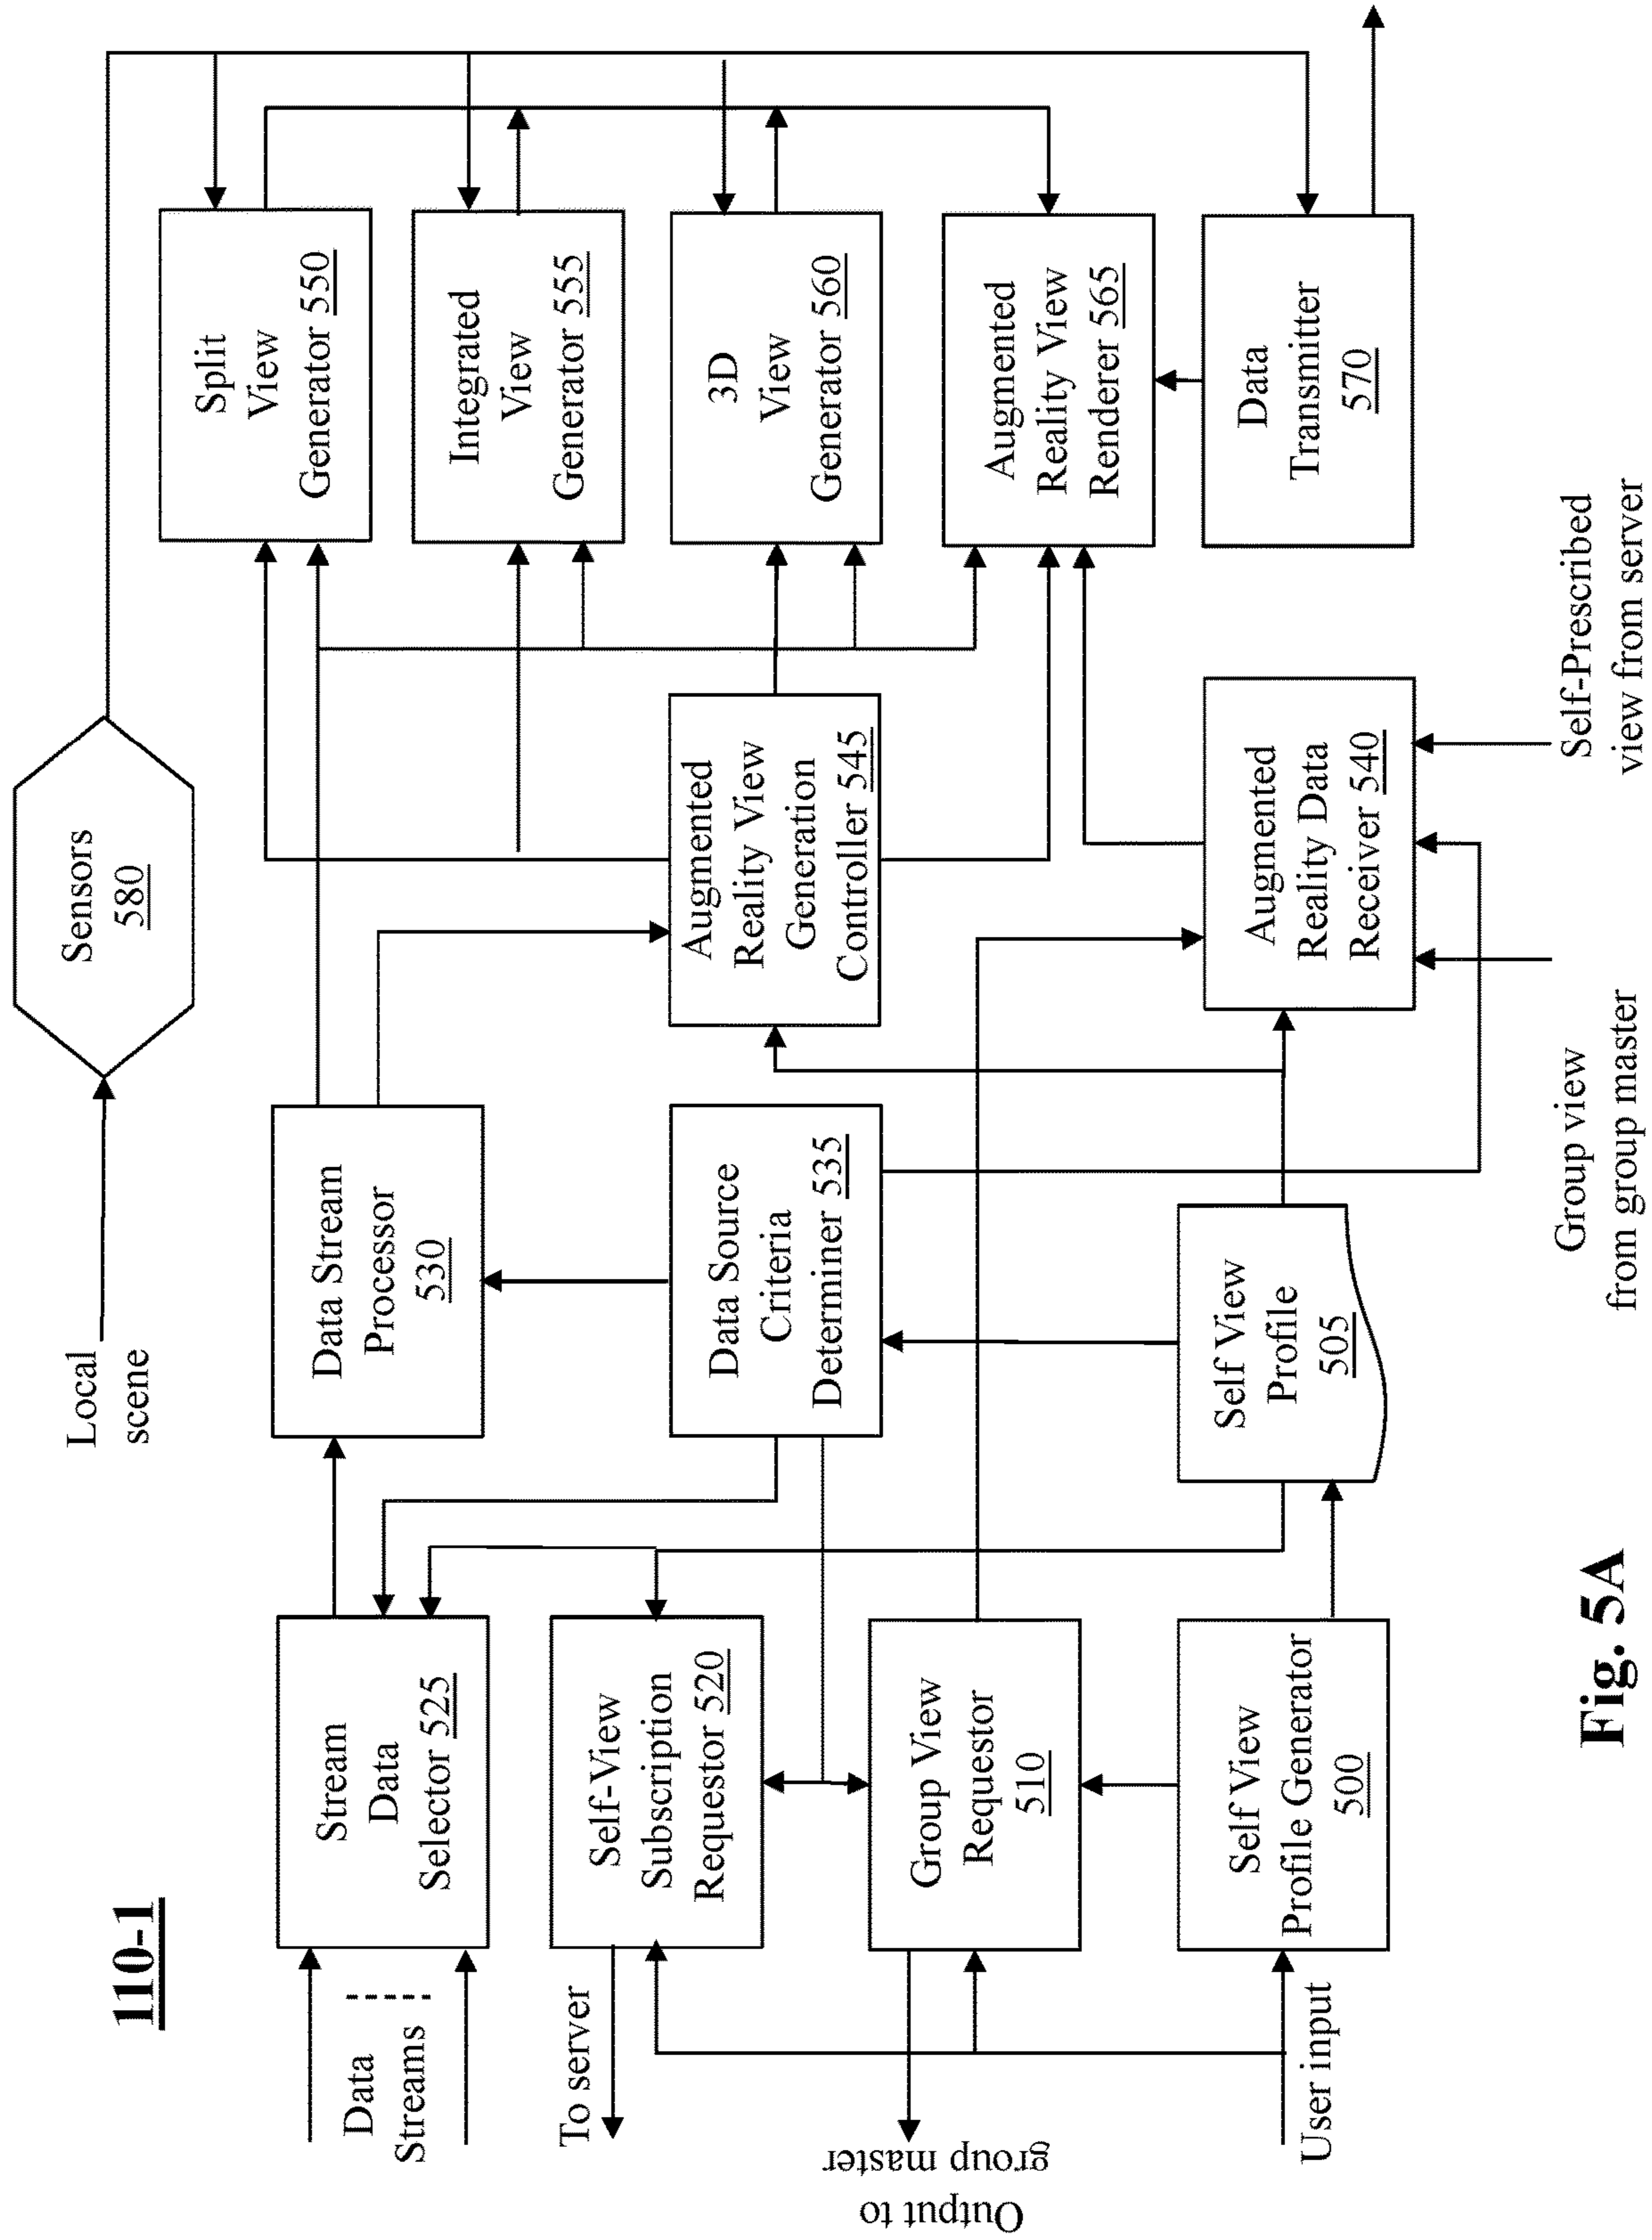 110-1
Local
scene
Sensors
580
Data
Streams
Stream
Data
Selector 525
Data Stream
Processor
530
Split
View
Generator 550
To server
Self-View
Subscription
Requestor 520
Integrated
View
Generator 555
Data Source
Criteria
Determiner 535
Augmented
Reality View
Generation
Controller 545
3D
View
Generator 560
Output to
group master
Group View
Requestor
510
Augmented
Reality View
Renderer 565
User input
Self View
Profile Generator
500
Self View
Profile
505
Augmented
Reality Data
Receiver 540
Data
Transmitter
570
Group view
from group master
Self-Prescribed
view from server
Fig. 5A